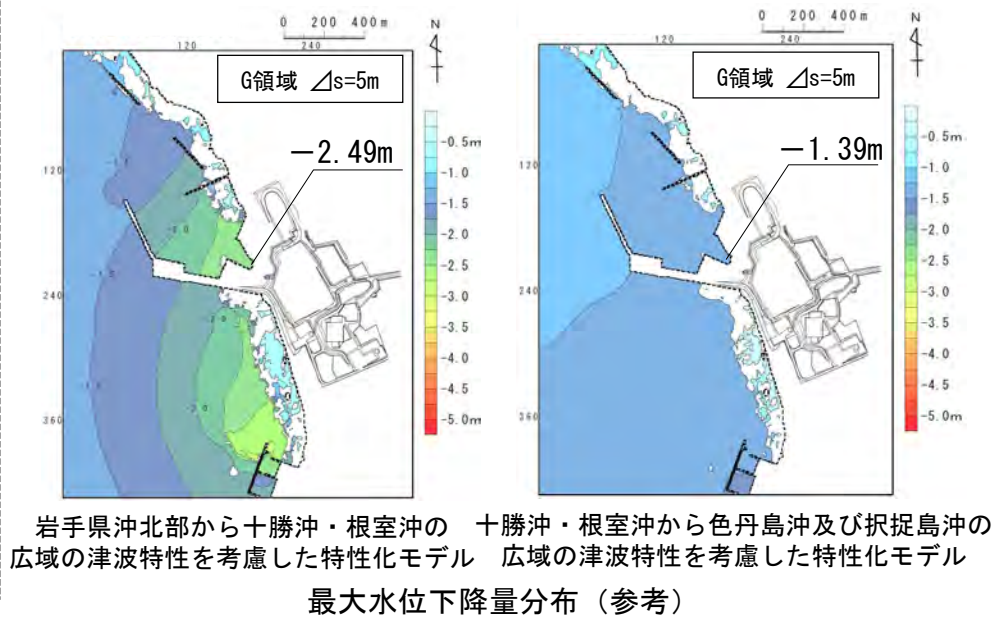 0 200 400m
N
120 240
G領域 ⊿s=5m
-2.49m
-0.5m
-1.0
-1.5
-2.0
-2.5
-3.0
-3.5
-4.0
-4.5
-5.0m
120
240
360
岩手県沖北部から十勝沖・根室沖の
広域の津波特性を考慮した特性化モデル
0 200 400m
N
120 240
G領域 ⊿s=5m
-1.39m
-0.5m
-1.0
-1.5
-2.0
-2.5
-3.0
-3.5
-4.0
-4.5
-5.0m
120
240
360
十勝沖・根室沖から色丹島沖及び択捉島沖の
広域の津波特性を考慮した特性化モデル
最大水位下降量分布（参考）